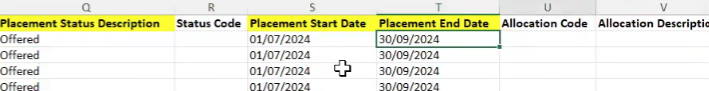 Q R S T U V
Placement Status Description Status Code Placement Start Date Placement End Date Allocation Code Allocation Descriptio
Offered 01/07/2024 30/09/2024
Offered 01/07/2024 30/09/2024
Offered 01/07/2024 30/09/2024
Offered 01/07/2024 30/09/2024